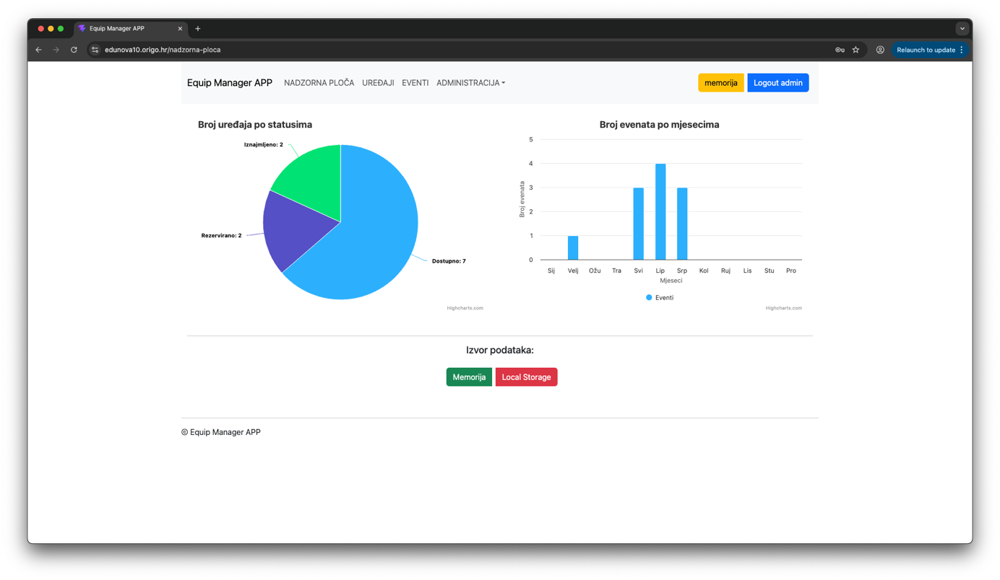 Equip Manager APP
edunova10.origo.hr/nadzorna-ploca
Relaunch to update
Equip Manager APP NADZORNA PLOČA UREĐAJI EVENTI ADMINISTRACIJA memorija Logout admin
Broj uređaja po statusima
Iznajmljeno: 2
Rezervirano: 2
Dostupno: 7
Highcharts.com
Broj evenata po mjesecima
Broj evenata
5
4
3
2
1
0
Sij Velj Ožu Tra Svi Lip Srp Kol Ruj Lis Stu Pro
Mjeseci
Eventi
Highcharts.com
Izvor podataka:
Memorija Local Storage
© Equip Manager APP